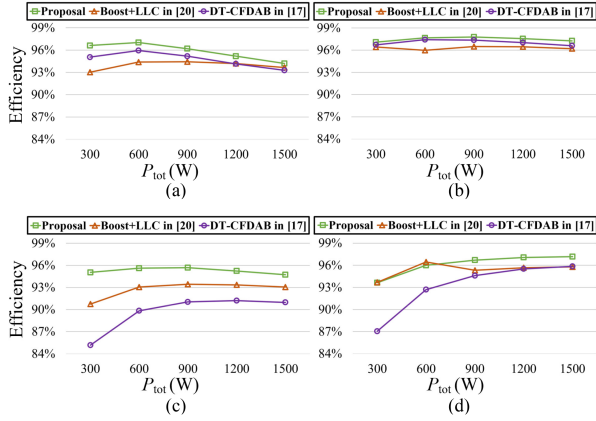 Proposal Boost+LLC in [20] DT-CFDAB in [17]
Efficiency
99%
96%
93%
90%
87%
84%
300 600 900 1200 1500
Ptot (W)
(a)
Proposal Boost+LLC in [20] DT-CFDAB in [17]
99%
96%
93%
90%
87%
84%
300 600 900 1200 1500
Ptot (W)
(b)
Proposal Boost+LLC in [20] DT-CFDAB in [17]
Efficiency
99%
96%
93%
90%
87%
84%
300 600 900 1200 1500
Ptot (W)
(c)
Proposal Boost+LLC in [20] DT-CFDAB in [17]
99%
96%
93%
90%
87%
84%
300 600 900 1200 1500
Ptot (W)
(d)